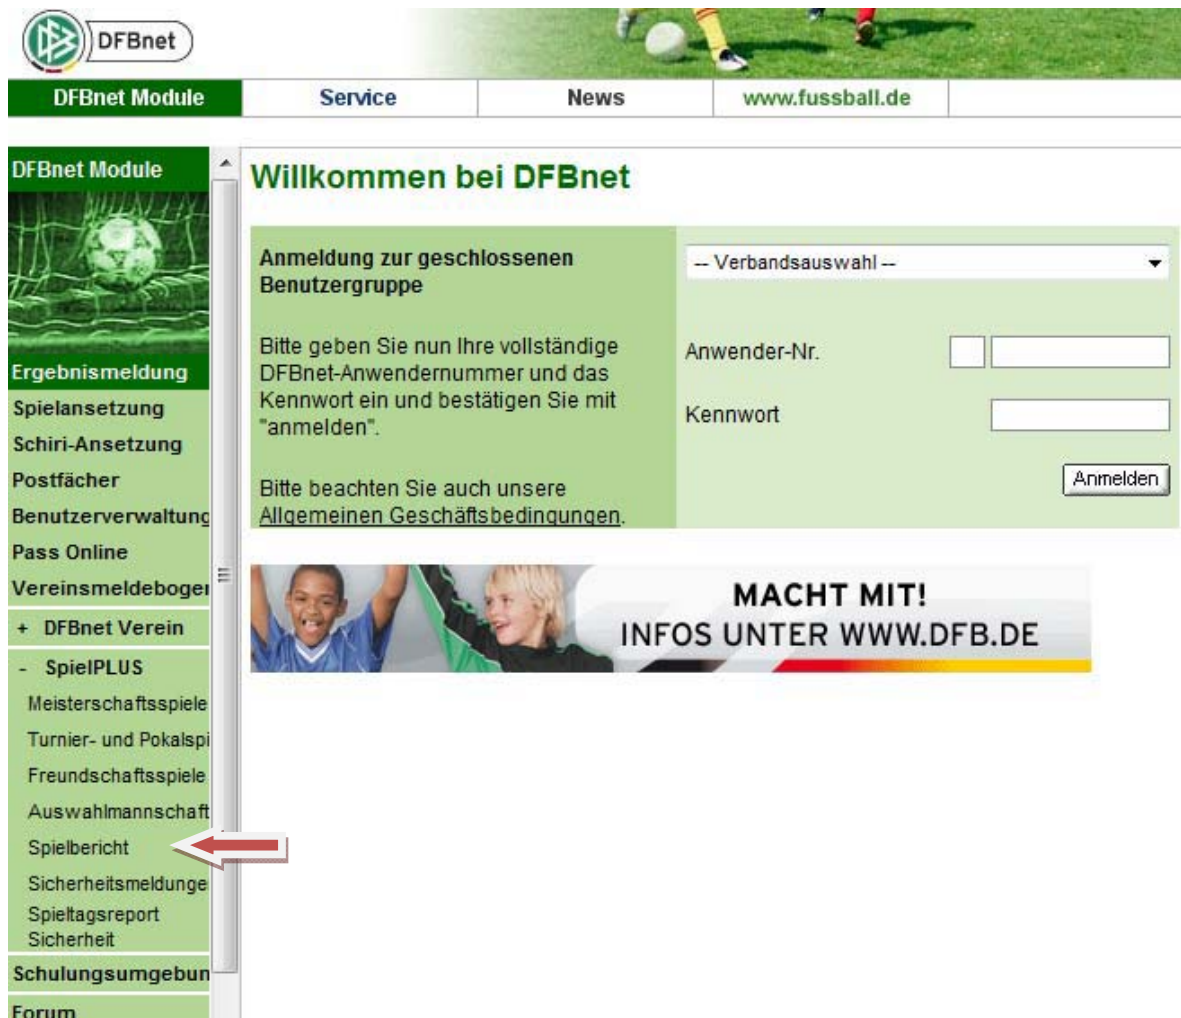 DFBnet
DFBnet Module
Service
News
www.fussball.de
DFBnet Module
Ergebnismeldung
Spielansetzung
Schiri-Ansetzung
Postfächer
Benutzerverwaltung
Pass Online
Vereinsmeldeboger
+ DFBnet Verein
- SpielPLUS
Meisterschaftsspiele
Turnier- und Pokalspi
Freundschaftsspiele
Auswahlmannschaft
Spielbericht
Sicherheitsmeldunge
Spieltagsreport
Sicherheit
Schulungsumgebun
Forum
Willkommen bei DFBnet
Anmeldung zur geschlossenen
Benutzergruppe
Bitte geben Sie nun Ihre vollständige
DFBnet-Anwendernummer und das
Kennwort ein und bestätigen Sie mit
"anmelden".
Bitte beachten Sie auch unsere
Allgemeinen Geschäftsbedingungen.
-- Verbandsauswahl --
Anwender-Nr.
Kennwort
Anmelden
MACHT MIT!
INFOS UNTER WWW.DFB.DE